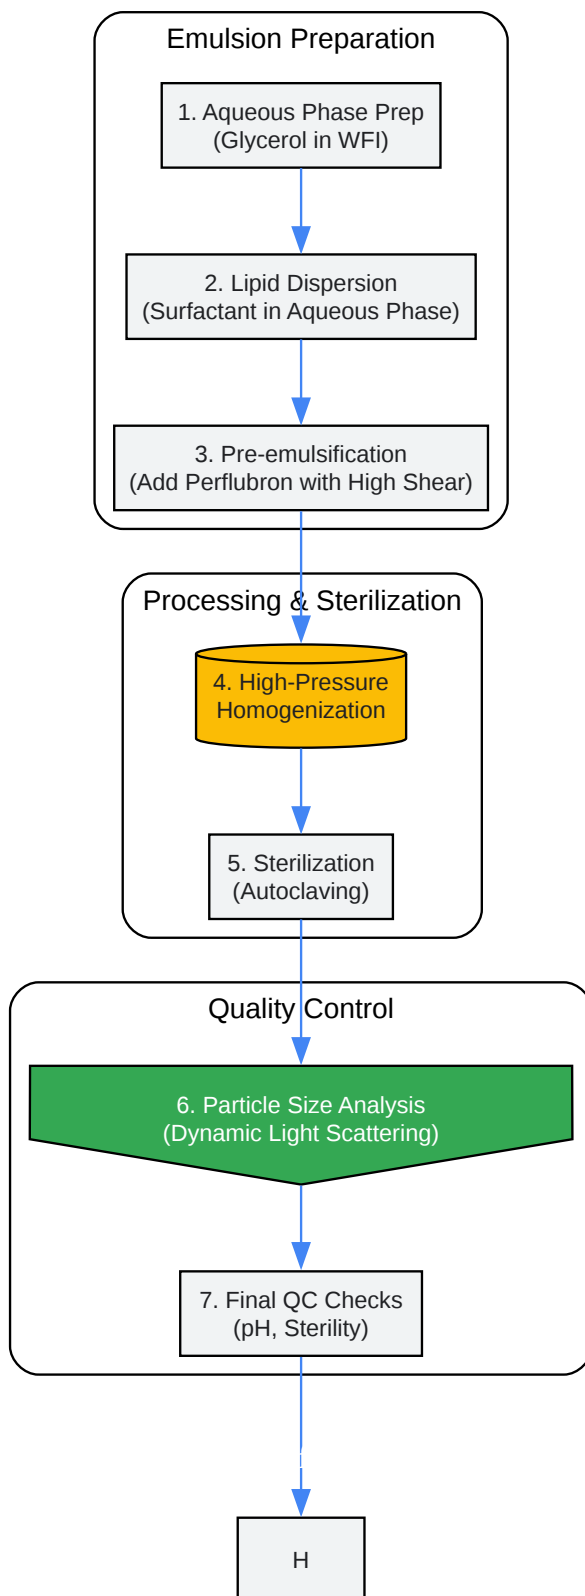 Emulsion Preparation
1. Aqueous Phase Prep
(Glycerol in WFI)
2. Lipid Dispersion
(Surfactant in Aqueous Phase)
3. Pre-emulsification
(Add Perflubron with High Shear)
Processing & Sterilization
4. High-Pressure
Homogenization
5. Sterilization
(Autoclaving)
Quality Control
6. Particle Size Analysis
(Dynamic Light Scattering)
7. Final QC Checks
(pH, Sterility)
H